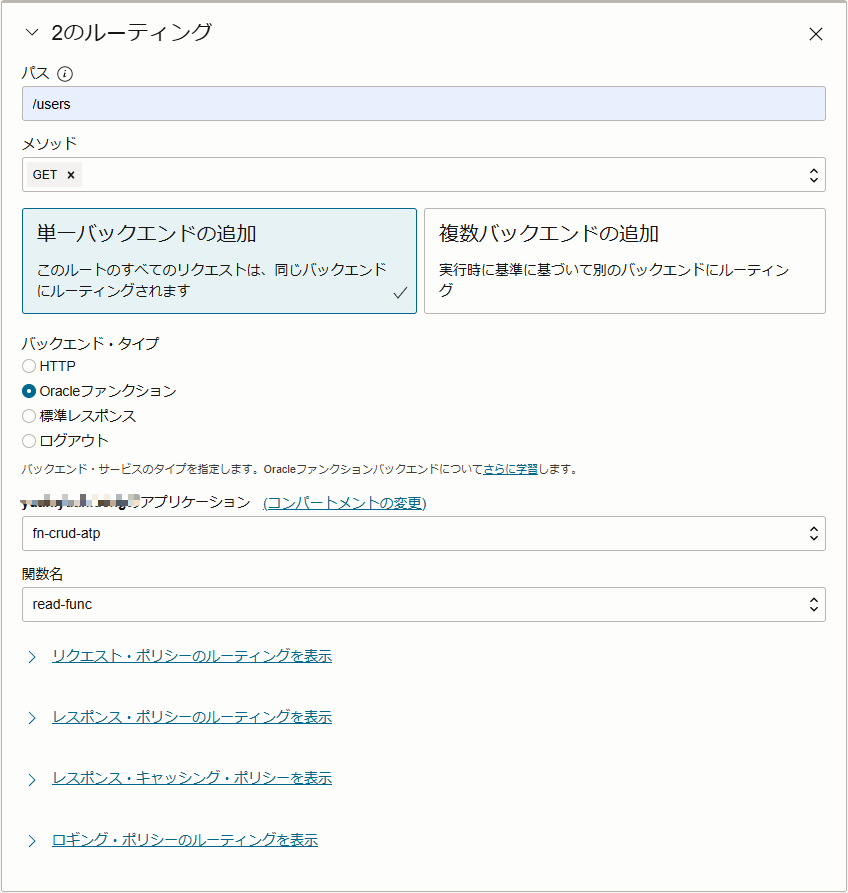 2のルーティング
パス
/users
メソッド
GET
単一バックエンドの追加
このルートのすべてのリクエストは、同じバックエンド
にルーティングされます
複数バックエンドの追加
実行時に基準に基づいて別のバックエンドにルーティン
グ
バックエンド・タイプ
HTTP
Oracleファンクション
標準レスポンス
ログアウト
バックエンド・サービスのタイプを指定します。Oracleファンクションバックエンドについてさらに学習します。
アプリケーション (コンパートメントの変更)
fn-crud-atp
関数名
read-func
リクエスト・ポリシーのルーティングを表示
レスポンス・ポリシーのルーティングを表示
レスポンス・キャッシング・ポリシーを表示
ロギング・ポリシーのルーティングを表示